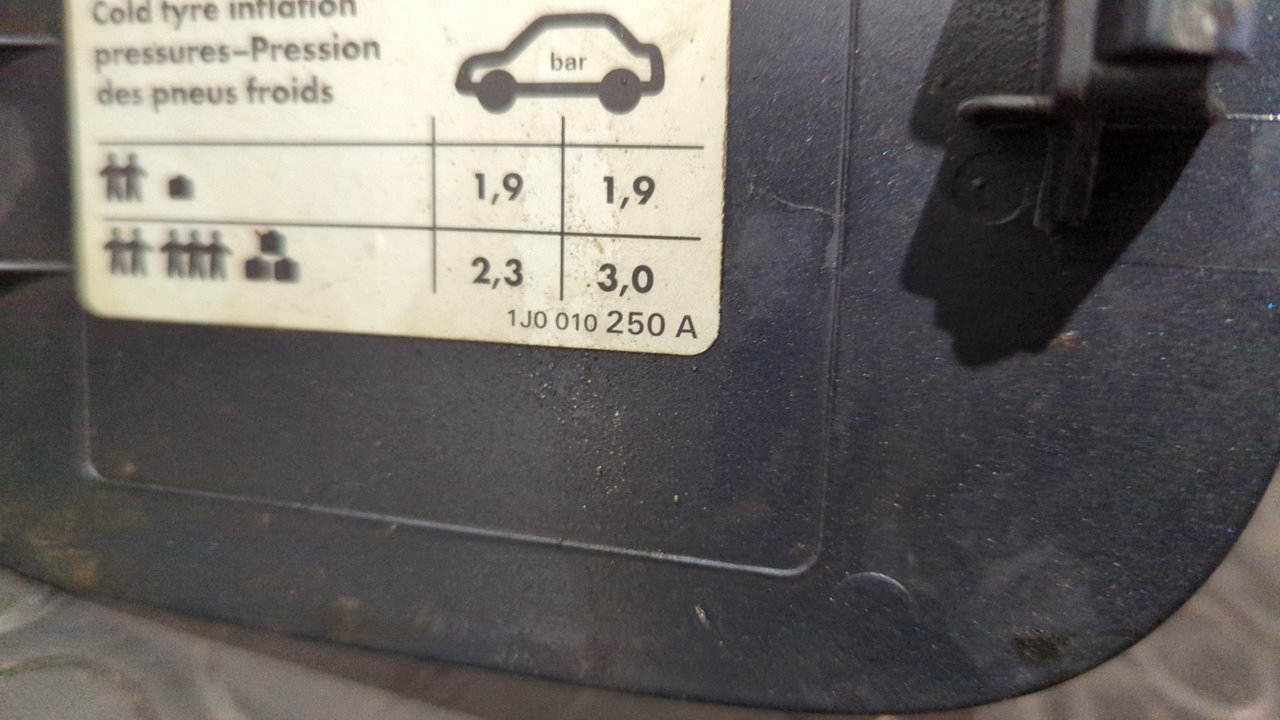 Cold tyre inflation
pressures–Pression
des pneus froids
bar
1,9 1,9
2,3 3,0
1J0 010 250 A